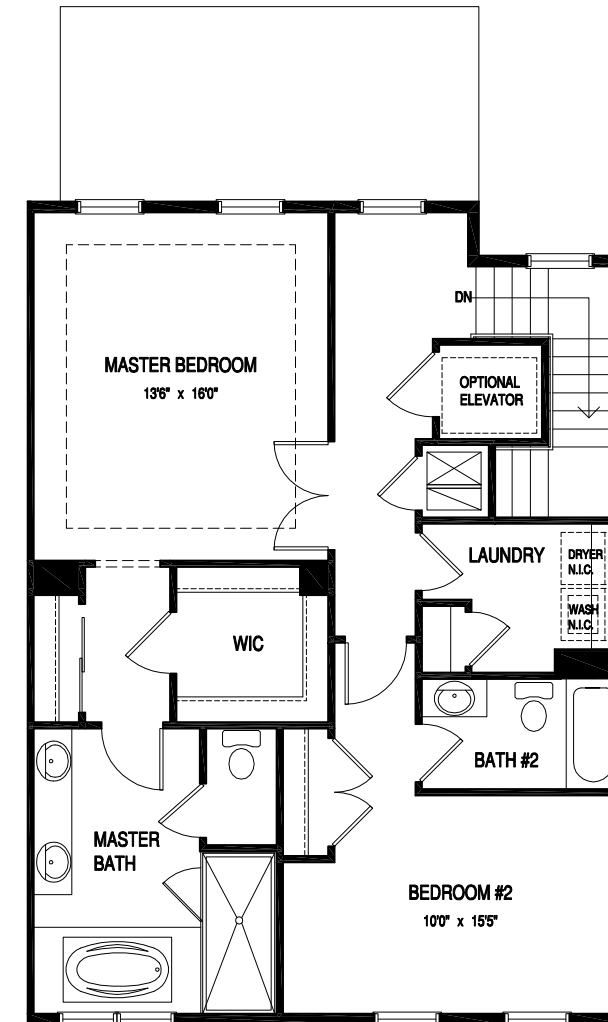 DN
MASTER BEDROOM
13'6" x 16'0"
OPTIONAL
ELEVATOR
LAUNDRY
DRYER
N.I.C.
WASH
N.I.C.
WIC
BATH #2
MASTER
BATH
BEDROOM #2
10'0" x 15'5"